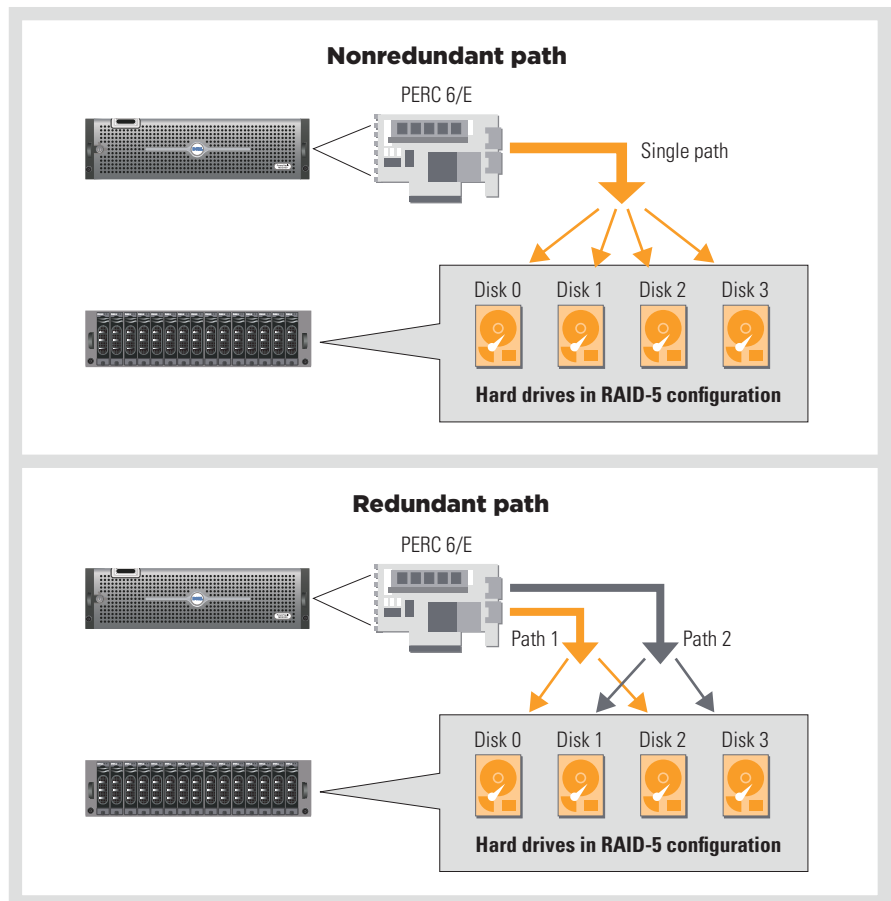 Nonredundant path
PERC 6/E
Single path
Disk 0 Disk 1 Disk 2 Disk 3
Hard drives in RAID-5 configuration
Redundant path
PERC 6/E
Path 1 Path 2
Disk 0 Disk 1 Disk 2 Disk 3
Hard drives in RAID-5 configuration